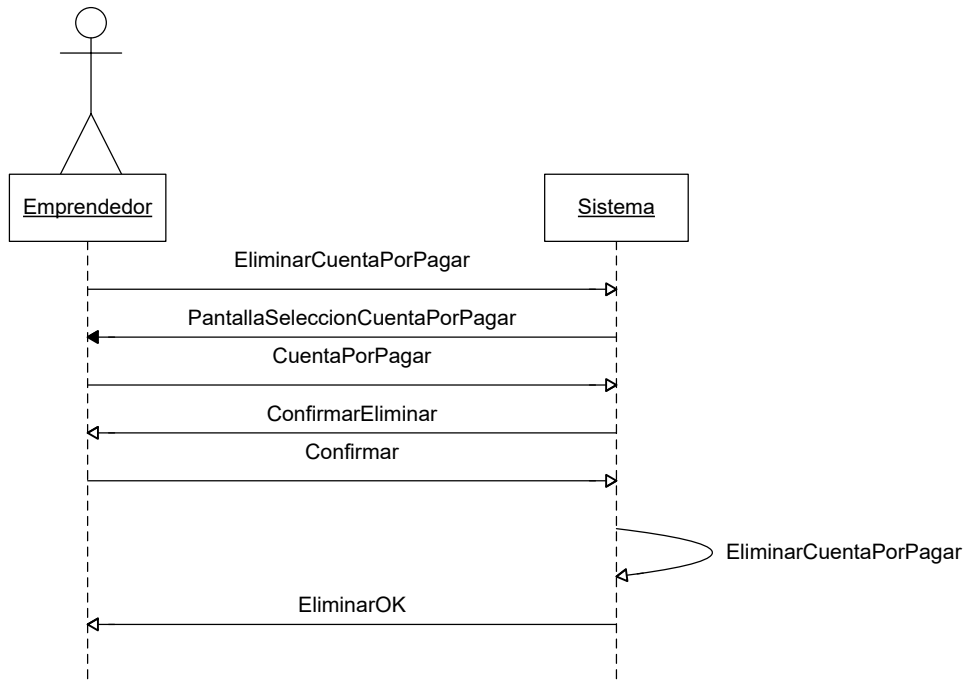 Emprendedor
Sistema
EliminarCuentaPorPagar
PantallaSeleccionCuentaPorPagar
CuentaPorPagar
ConfirmarEliminar
Confirmar
EliminarCuentaPorPagar
EliminarOK